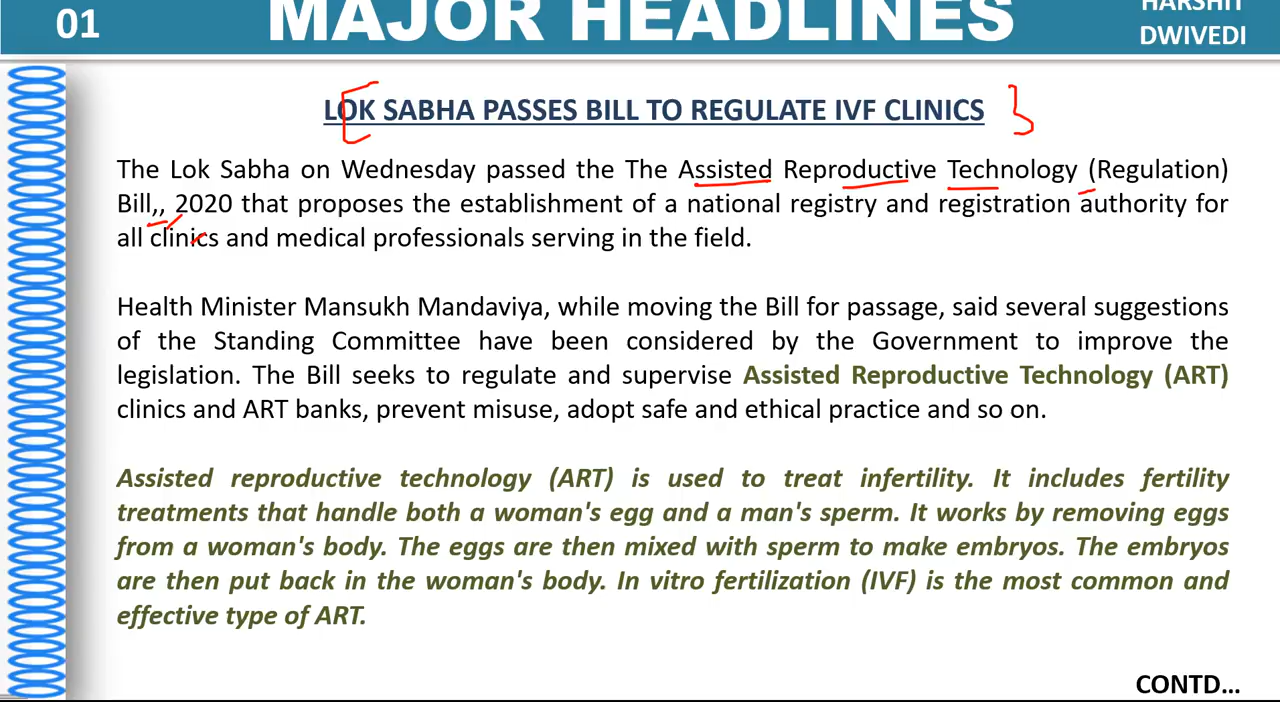 01
MAJOR HEADLINES
HARSHIT
DWIVEDI
LOK SABHA PASSES BILL TO REGULATE IVF CLINICS
The Lok Sabha on Wednesday passed the The Assisted Reproductive Technology (Regulation)
Bill,, 2020 that proposes the establishment of a national registry and registration authority for
all clinics and medical professionals serving in the field.
Health Minister Mansukh Mandaviya, while moving the Bill for passage, said several suggestions
of the Standing Committee have been considered by the Government to improve the
legislation. The Bill seeks to regulate and supervise Assisted Reproductive Technology (ART)
clinics and ART banks, prevent misuse, adopt safe and ethical practice and so on.
Assisted reproductive technology (ART) is used to treat infertility. It includes fertility
treatments that handle both a woman's egg and a man's sperm. It works by removing eggs
from a woman's body. The eggs are then mixed with sperm to make embryos. The embryos
are then put back in the woman's body. In vitro fertilization (IVF) is the most common and
effective type of ART.
CONTD...